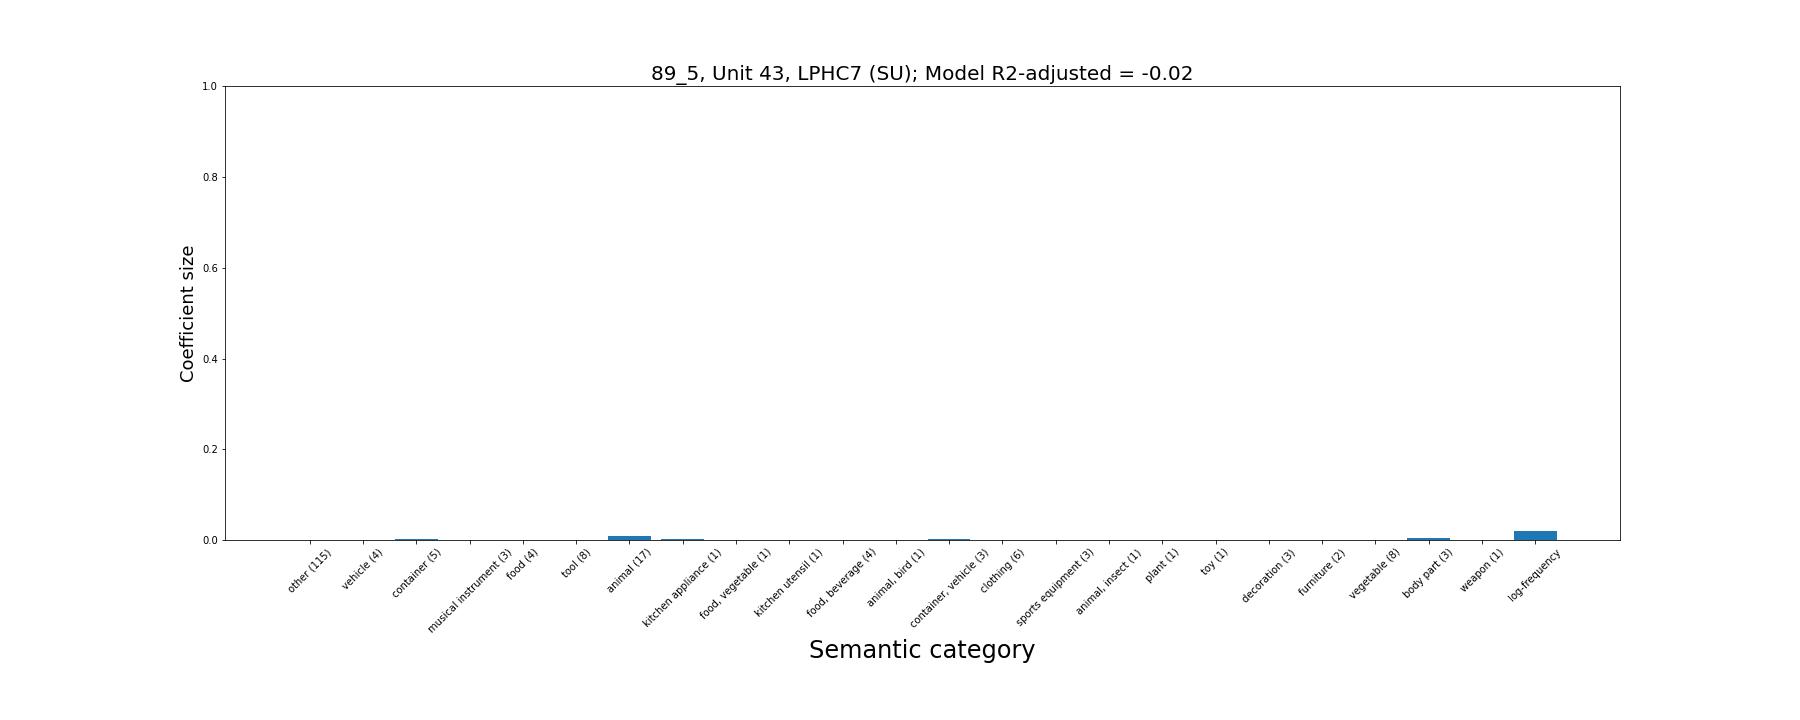 89_5, Unit 43, LPHC7 (SU); Model R2-adjusted = -0.02
1.0
0.8
0.6
0.4
0.2
0.0
Coefficient size
other (115)
vehicle (4)
container (5)
musical instrument (3)
food (4)
tool (8)
animal (17)
kitchen appliance (1)
food, vegetable (1)
kitchen utensil (1)
food, beverage (4)
animal, bird (1)
container, vehicle (3)
clothing (6)
sports equipment (3)
animal, insect (1)
plant (1)
toy (1)
decoration (3)
furniture (2)
vegetable (8)
body part (3)
weapon (1)
log-frequency
Semantic category